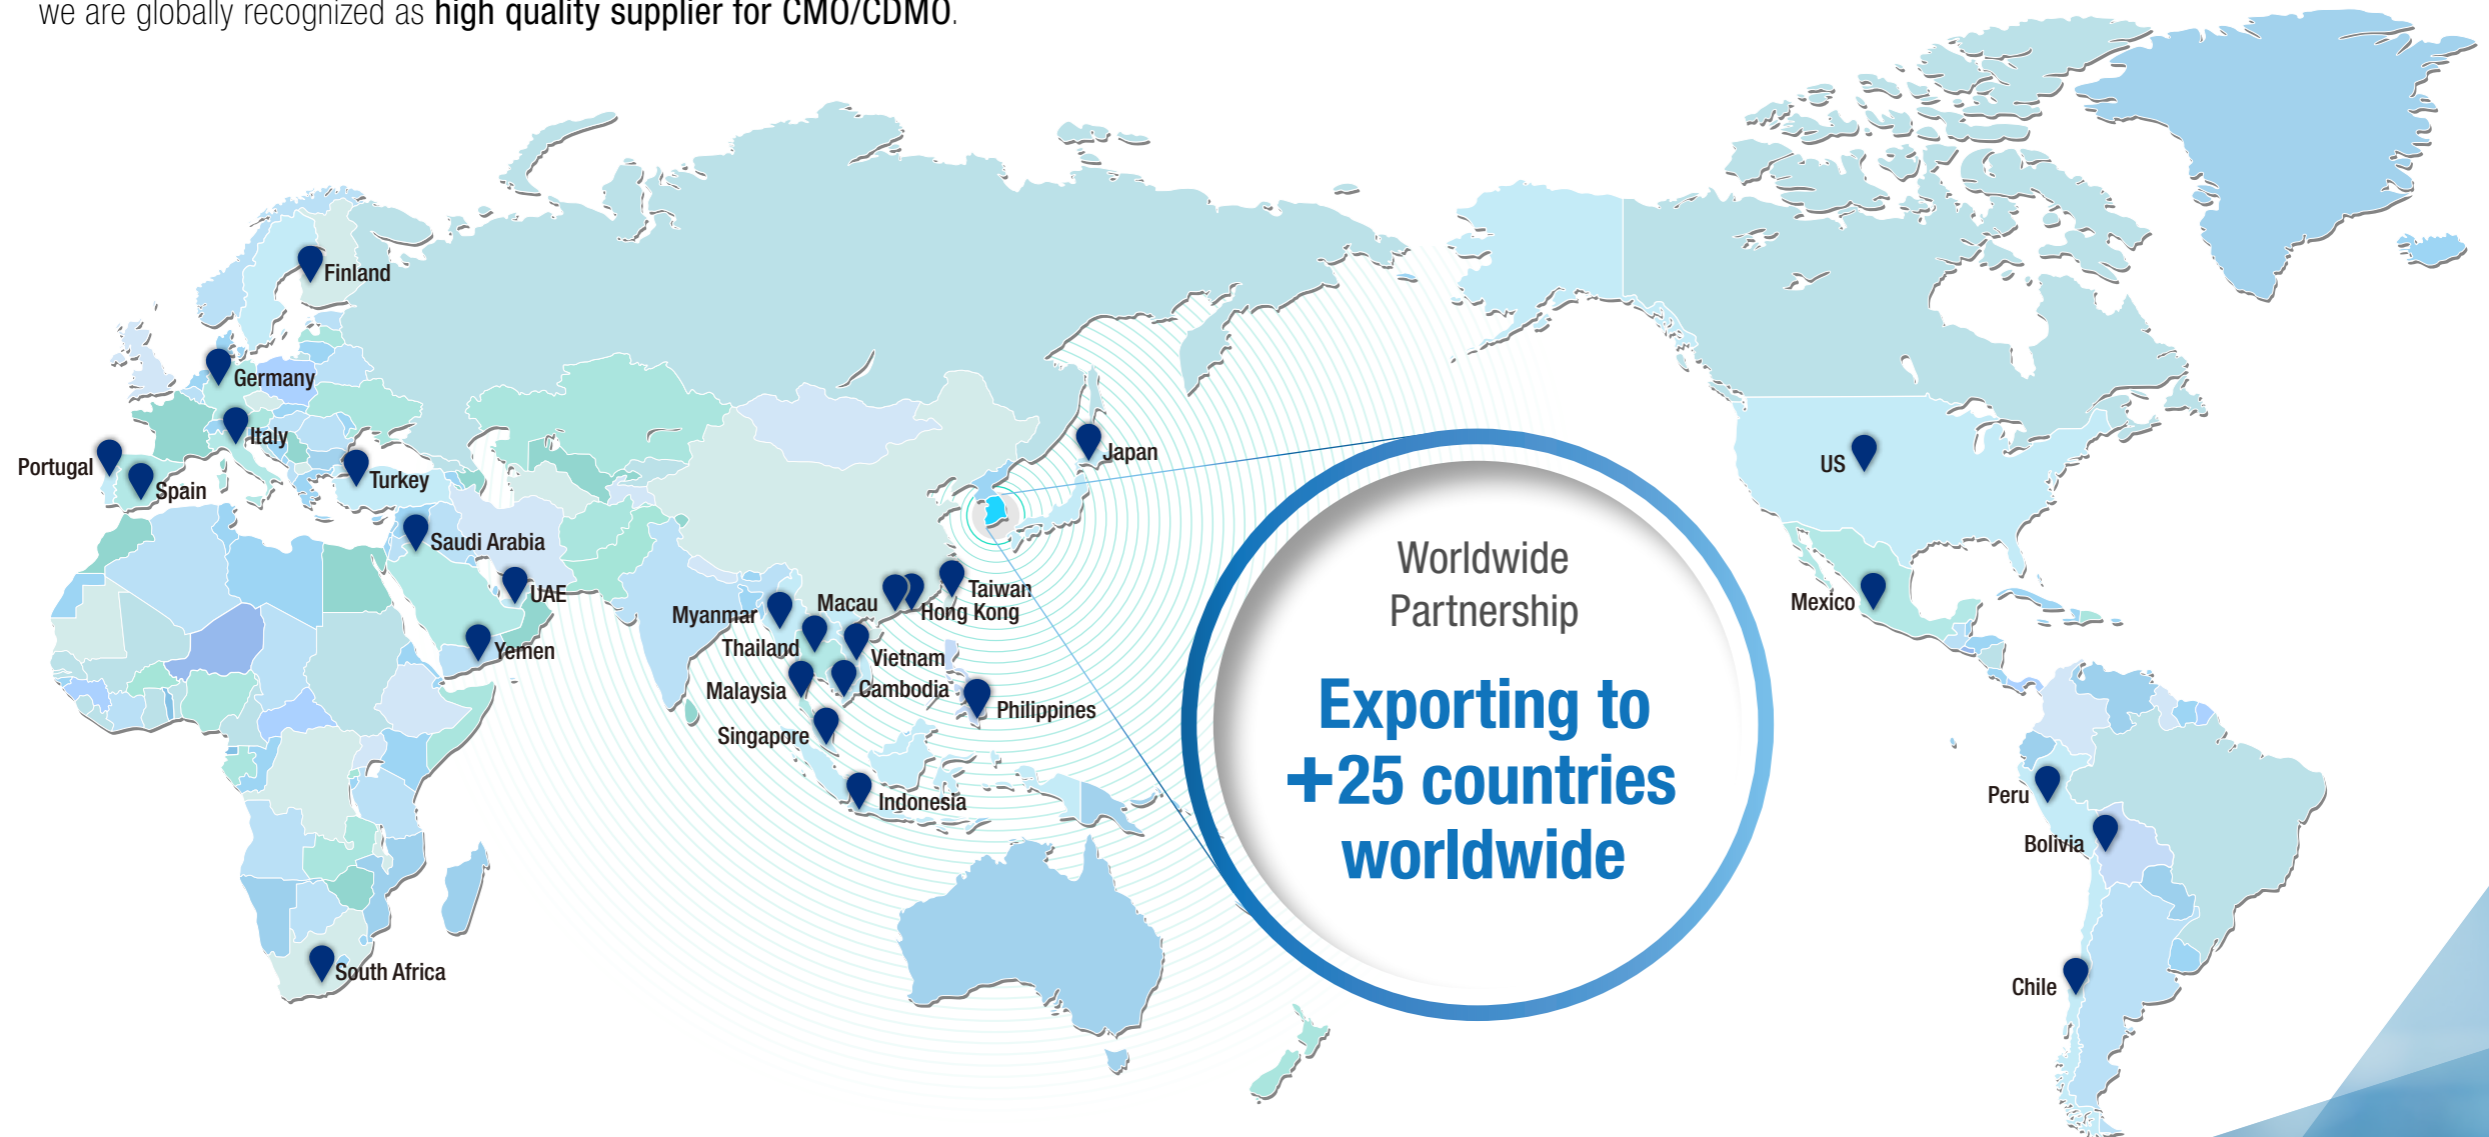 we are globally recognized as high quality supplier for CMO/CDMO.
Finland
Germany
Italy
Portugal
Spain
Turkey
Saudi Arabia
UAE
Yemen
South Africa
Japan
Taiwan
Macau
Hong Kong
Myanmar
Thailand
Vietnam
Malaysia
Cambodia
Philippines
Singapore
Indonesia
Worldwide
Partnership
Exporting to
+25 countries
worldwide
US
Mexico
Peru
Bolivia
Chile